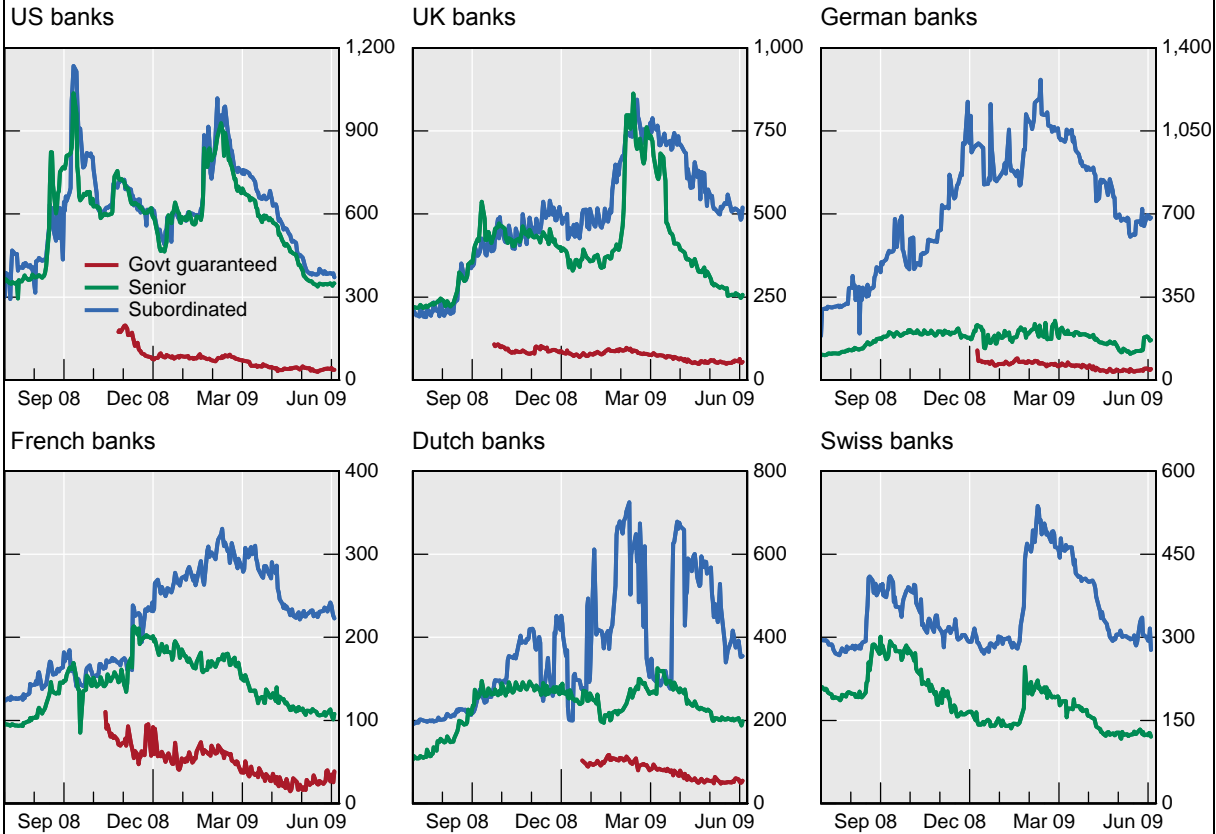 US banks
1,200
900
600
300
0
Govt guaranteed
Senior
Subordinated
Sep 08 Dec 08 Mar 09 Jun 09
UK banks
1,000
750
500
250
0
Sep 08 Dec 08 Mar 09 Jun 09
German banks
1,400
1,050
700
350
0
Sep 08 Dec 08 Mar 09 Jun 09
French banks
400
300
200
100
0
Sep 08 Dec 08 Mar 09 Jun 09
Dutch banks
800
600
400
200
0
Sep 08 Dec 08 Mar 09 Jun 09
Swiss banks
600
450
300
150
0
Sep 08 Dec 08 Mar 09 Jun 09